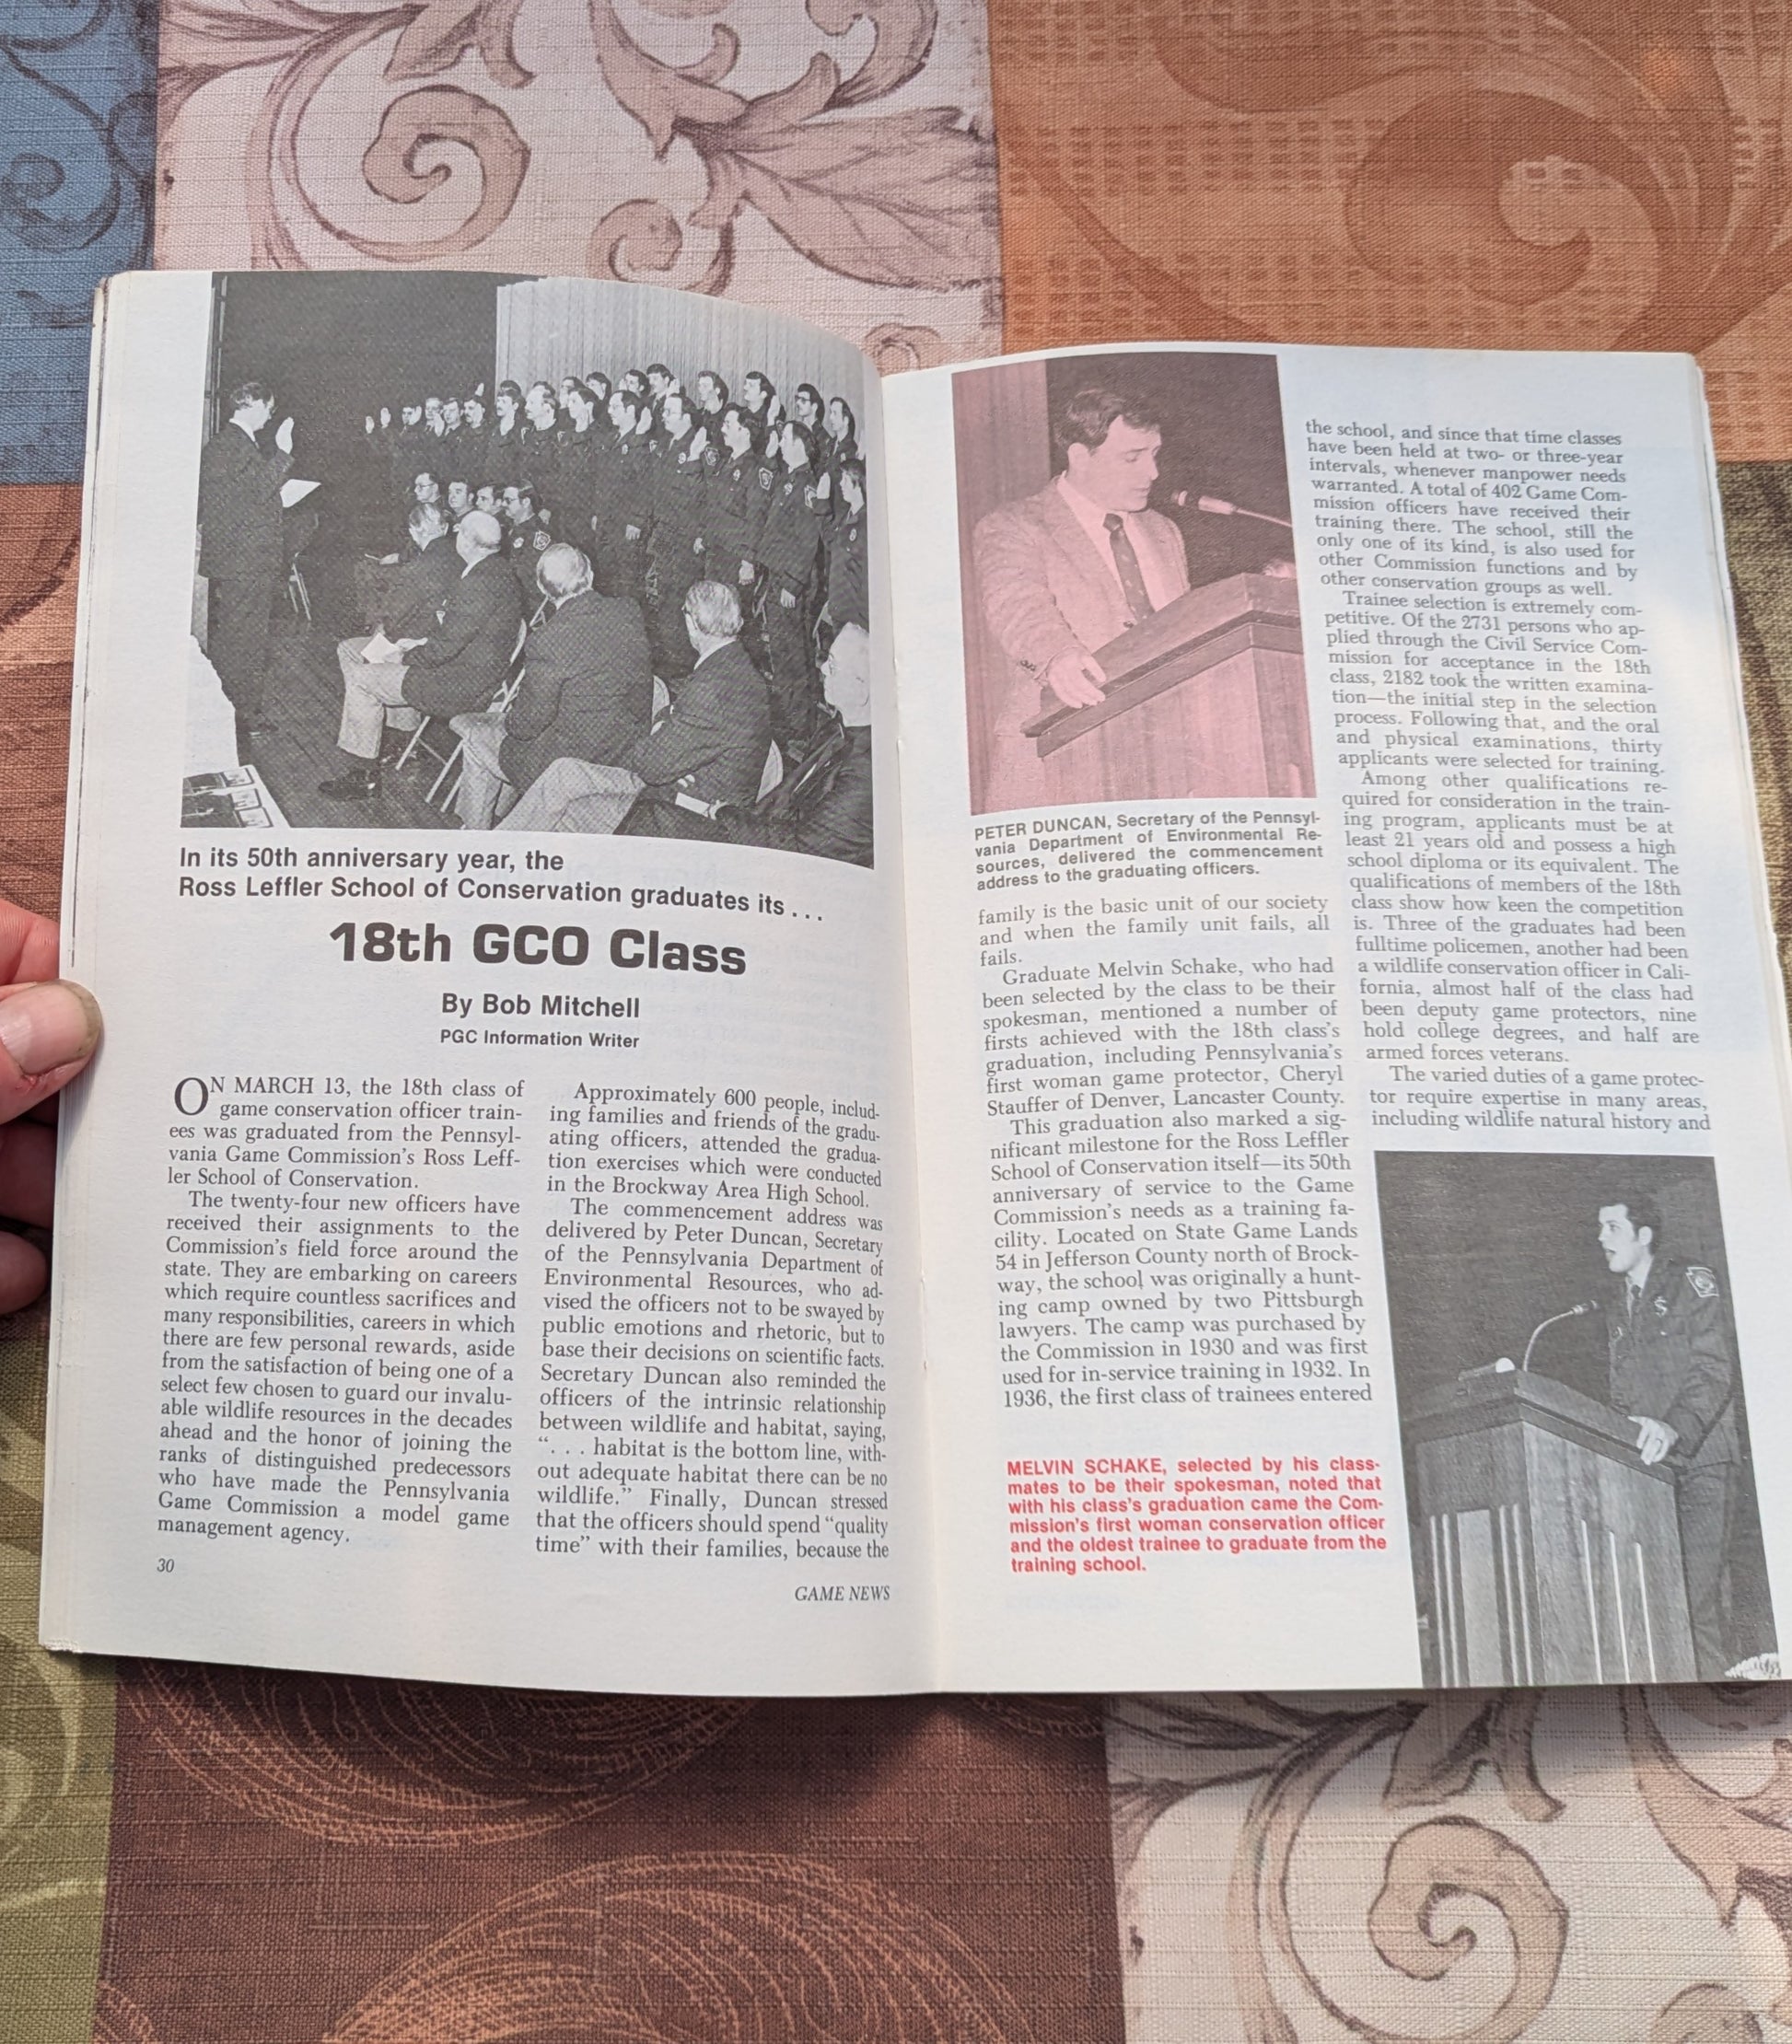 In its 50th anniversary year, the
Ross Leffler School of Conservation graduates its . . .
18th GCO Class
By Bob Mitchell
PGC Information Writer
ON MARCH 13, the 18th class of
game conservation officer train-
ees was graduated from the Pennsyl-
vania Game Commission's Ross Leff-
ler School of Conservation.
The twenty-four new officers have
received their assignments to the
Commission's field force around the
state. They are embarking on careers
which require countless sacrifices and
many responsibilities, careers in which
there are few personal rewards, aside
from the satisfaction of being one of a
select few chosen to guard our invalu-
able wildlife resources in the decades
ahead and the honor of joining the
ranks of distinguished predecessors
who have made the Pennsylvania
Game Commission a model game
management agency.
Approximately 600 people, includ-
ing families and friends of the gradu-
ating officers, attended the gradua-
tion exercises which were conducted
in the Brockway Area High School.
The commencement address was
delivered by Peter Duncan, Secretary
of the Pennsylvania Department of
Environmental Resources, who ad-
vised the officers not to be swayed by
public emotions and rhetoric, but to
base their decisions on scientific facts.
Secretary Duncan also reminded the
officers of the intrinsic relationship
between wildlife and habitat, saying,
". . . habitat is the bottom line, with-
out adequate habitat there can be no
wildlife." Finally, Duncan stressed
that the officers should spend "quality
time" with their families, because the
30
GAME NEWS
PETER DUNCAN, Secretary of the Pennsyl-
vania Department of Environmental Re-
sources, delivered the commencement
address to the graduating officers.
family is the basic unit of our society
and when the family unit fails, all
fails.
Graduate Melvin Schake, who had
been selected by the class to be their
spokesman, mentioned a number of
firsts achieved with the 18th class's
graduation, including Pennsylvania's
first woman game protector, Cheryl
Stauffer of Denver, Lancaster County.
This graduation also marked a sig-
nificant milestone for the Ross Leffler
School of Conservation itself—its 50th
anniversary of service to the Game
Commission's needs as a training fa-
cility. Located on State Game Lands
54 in Jefferson County north of Brock-
way, the school was originally a hunt-
ing camp owned by two Pittsburgh
lawyers. The camp was purchased by
the Commission in 1930 and was first
used for in-service training in 1932. In
1936, the first class of trainees entered
MELVIN SCHAKE, selected by his class-
mates to be their spokesman, noted that
with his class's graduation came the Com-
mission's first woman conservation officer
and the oldest trainee to graduate from the
training school.
the school, and since that time classes
have been held at two- or three-year
intervals, whenever manpower needs
warranted. A total of 402 Game Com-
mission officers have received their
training there. The school, still the
only one of its kind, is also used for
other Commission functions and by
other conservation groups as well.
Trainee selection is extremely com-
petitive. Of the 2731 persons who ap-
plied through the Civil Service Com-
mission for acceptance in the 18th
class, 2182 took the written examina-
tion—the initial step in the selection
process. Following that, and the oral
and physical examinations, thirty
applicants were selected for training.
Among other qualifications re-
quired for consideration in the train-
ing program, applicants must be at
least 21 years old and possess a high
school diploma or its equivalent. The
qualifications of members of the 18th
class show how keen the competition
is. Three of the graduates had been
fulltime policemen, another had been
a wildlife conservation officer in Cali-
fornia, almost half of the class had
been deputy game protectors, nine
hold college degrees, and half are
armed forces veterans.
The varied duties of a game protec-
tor require expertise in many areas,
including wildlife natural history and